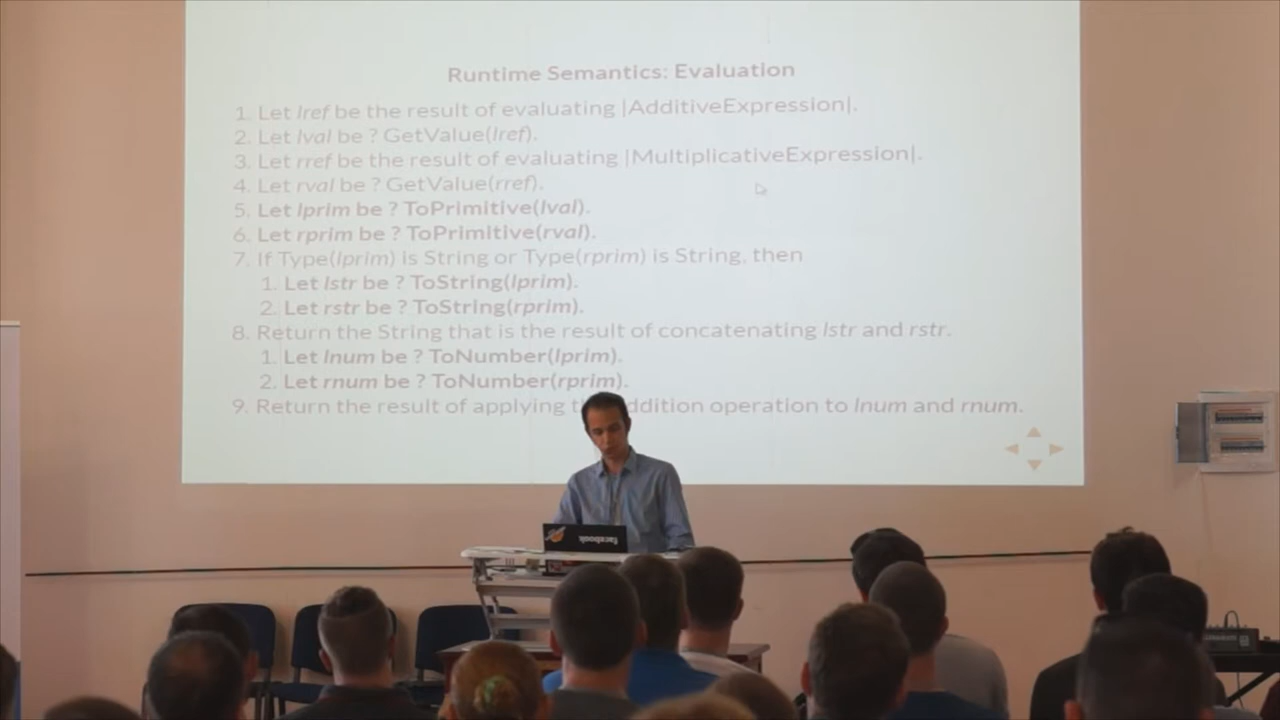 Runtime Semantics: Evaluation
1. Let lref be the result of evaluating |AdditiveExpression|.
2. Let lval be ? GetValue(lref).
3. Let rref be the result of evaluating |MultiplicativeExpression|.
4. Let rval be ? GetValue(rref).
5. Let lprim be ? ToPrimitive(lval).
6. Let rprim be ? ToPrimitive(rval).
7. If Type(lprim) is String or Type(rprim) is String, then
1. Let lstr be ? ToString(lprim).
2. Let rstr be ? ToString(rprim).
8. Return the String that is the result of concatenating lstr and rstr.
1. Let lnum be ? ToNumber(lprim).
2. Let rnum be ? ToNumber(rprim).
9. Return the result of applying addition operation to lnum and rnum.
facebook